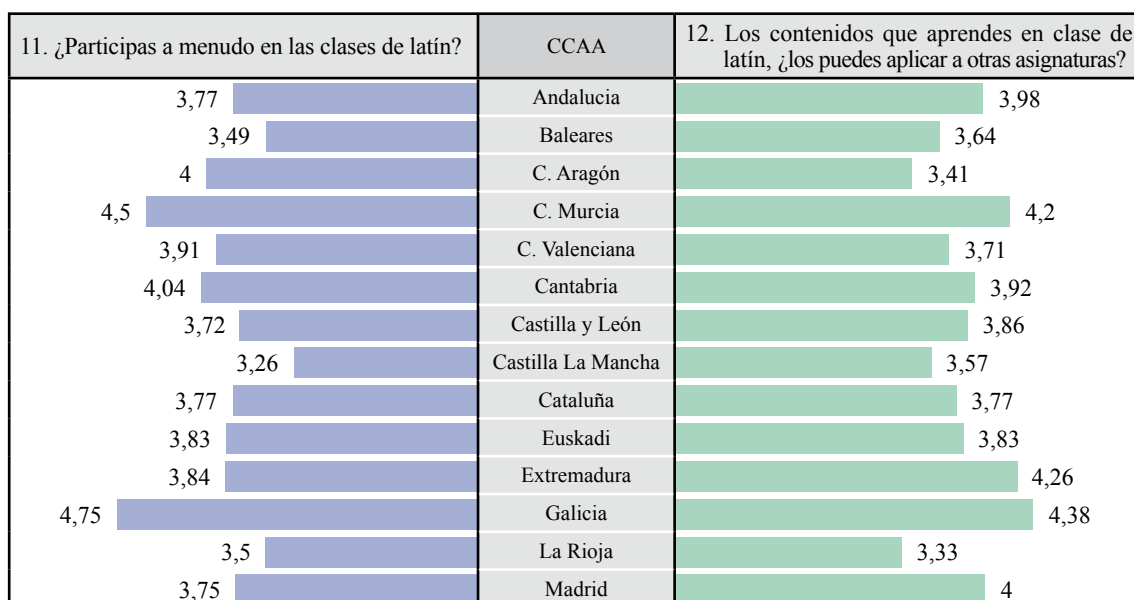 11. ¿Participas a menudo en las clases de latín?
CCAA
12. Los contenidos que aprendes en clase de
latín, ¿los puedes aplicar a otras asignaturas?
3,77 Andalucia 3,98
3,49 Baleares 3,64
4 C. Aragón 3,41
4,5 C. Murcia 4,2
3,91 C. Valenciana 3,71
4,04 Cantabria 3,92
3,72 Castilla y León 3,86
3,26 Castilla La Mancha 3,57
3,77 Cataluña 3,77
3,83 Euskadi 3,83
3,84 Extremadura 4,26
4,75 Galicia 4,38
3,5 La Rioja 3,33
3,75 Madrid 4